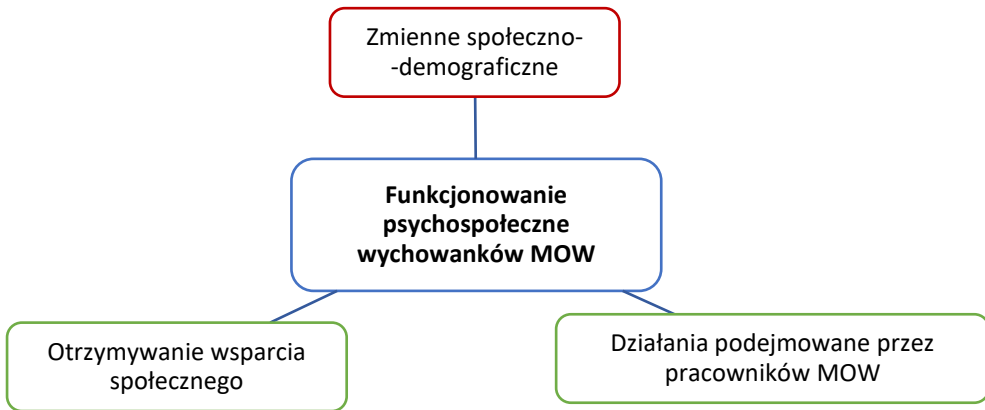 Zmienne społeczno-
-demograficzne
Funkcjonowanie
psychospołeczne
wychowanków MOW
Otrzymywanie wsparcia
społecznego
Działania podejmowane przez
pracowników MOW